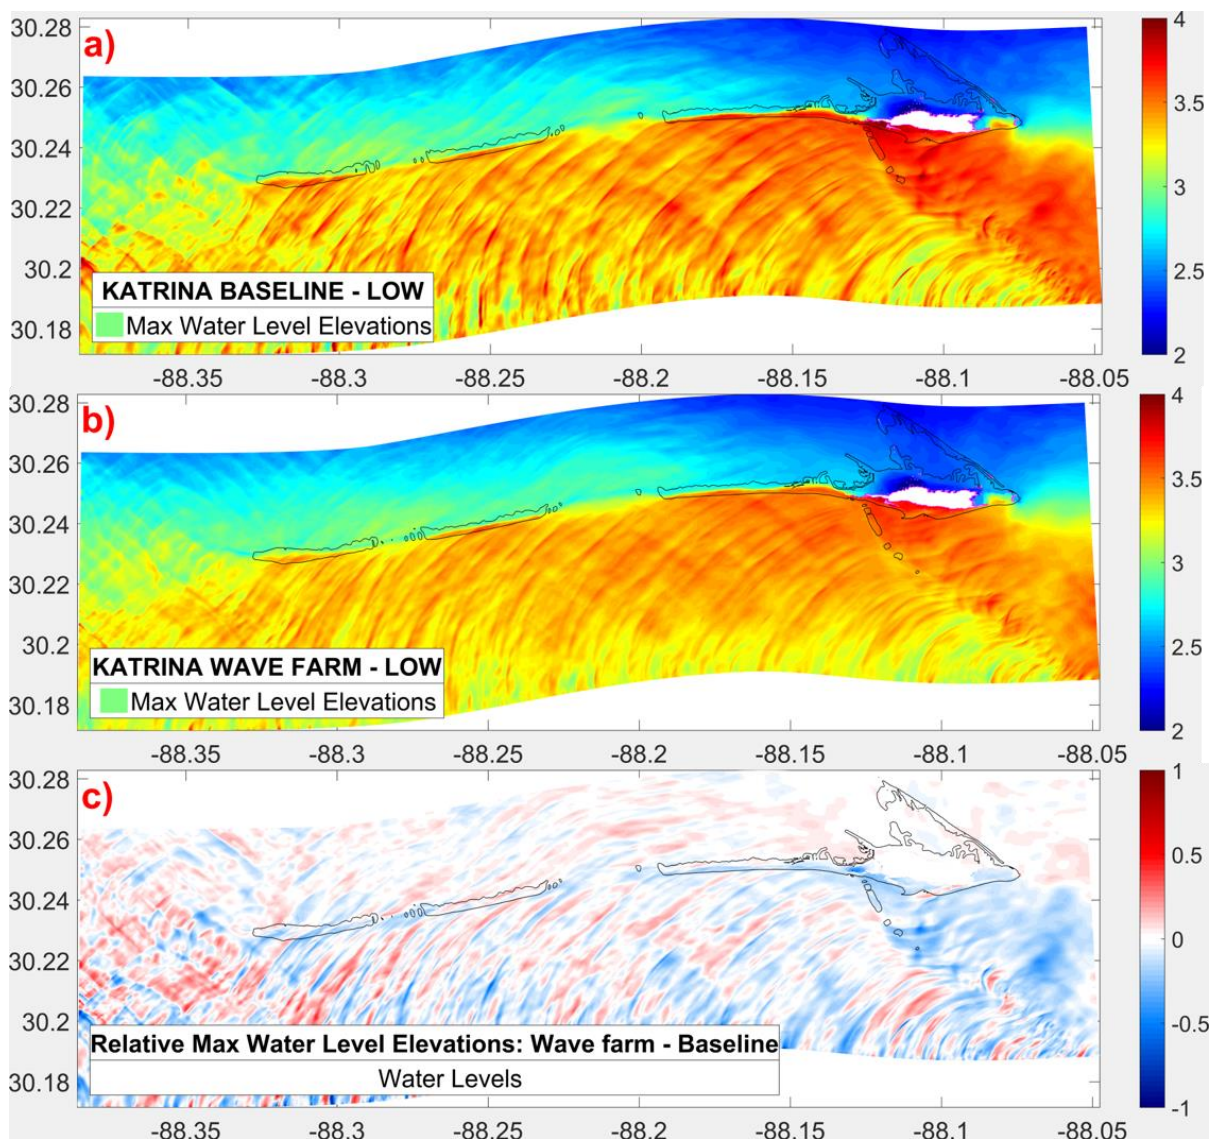 a)
30.28
30.26
30.24
30.22
30.2
30.18
KATRINA BASELINE - LOW
Max Water Level Elevations
-88.35 -88.3 -88.25 -88.2 -88.15 -88.1 -88.05
4
3.5
3
2.5
2
b)
30.28
30.26
30.24
30.22
30.2
30.18
KATRINA WAVE FARM - LOW
Max Water Level Elevations
-88.35 -88.3 -88.25 -88.2 -88.15 -88.1 -88.05
4
3.5
3
2.5
2
c)
30.28
30.26
30.24
30.22
30.2
30.18
Relative Max Water Level Elevations: Wave farm - Baseline
Water Levels
-88.35 -88.3 -88.25 -88.2 -88.15 -88.1 -88.05
1
0.5
0
-0.5
-1